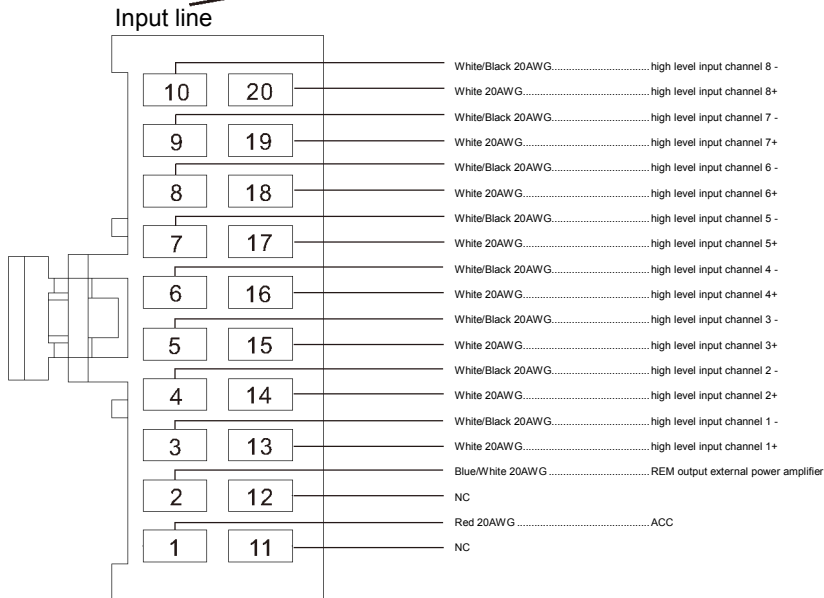 Input line
White/Black 20AWG.................................high level input channel 8 -
10 20
White 20AWG..........................................high level input channel 8+
White/Black 20AWG.................................high level input channel 7 -
9 19
White 20AWG..........................................high level input channel 7+
White/Black 20AWG.................................high level input channel 6 -
8 18
White 20AWG..........................................high level input channel 6+
White/Black 20AWG.................................high level input channel 5 -
7 17
White 20AWG..........................................high level input channel 5+
White/Black 20AWG.................................high level input channel 4 -
6 16
White 20AWG..........................................high level input channel 4+
White/Black 20AWG.................................high level input channel 3 -
5 15
White 20AWG..........................................high level input channel 3+
White/Black 20AWG.................................high level input channel 2 -
4 14
White 20AWG..........................................high level input channel 2+
White/Black 20AWG.................................high level input channel 1 -
3 13
White 20AWG..........................................high level input channel 1+
Blue/White 20AWG ..................................REM output external power amplifier
2 12
NC
Red 20AWG ............................................ACC
1 11
NC